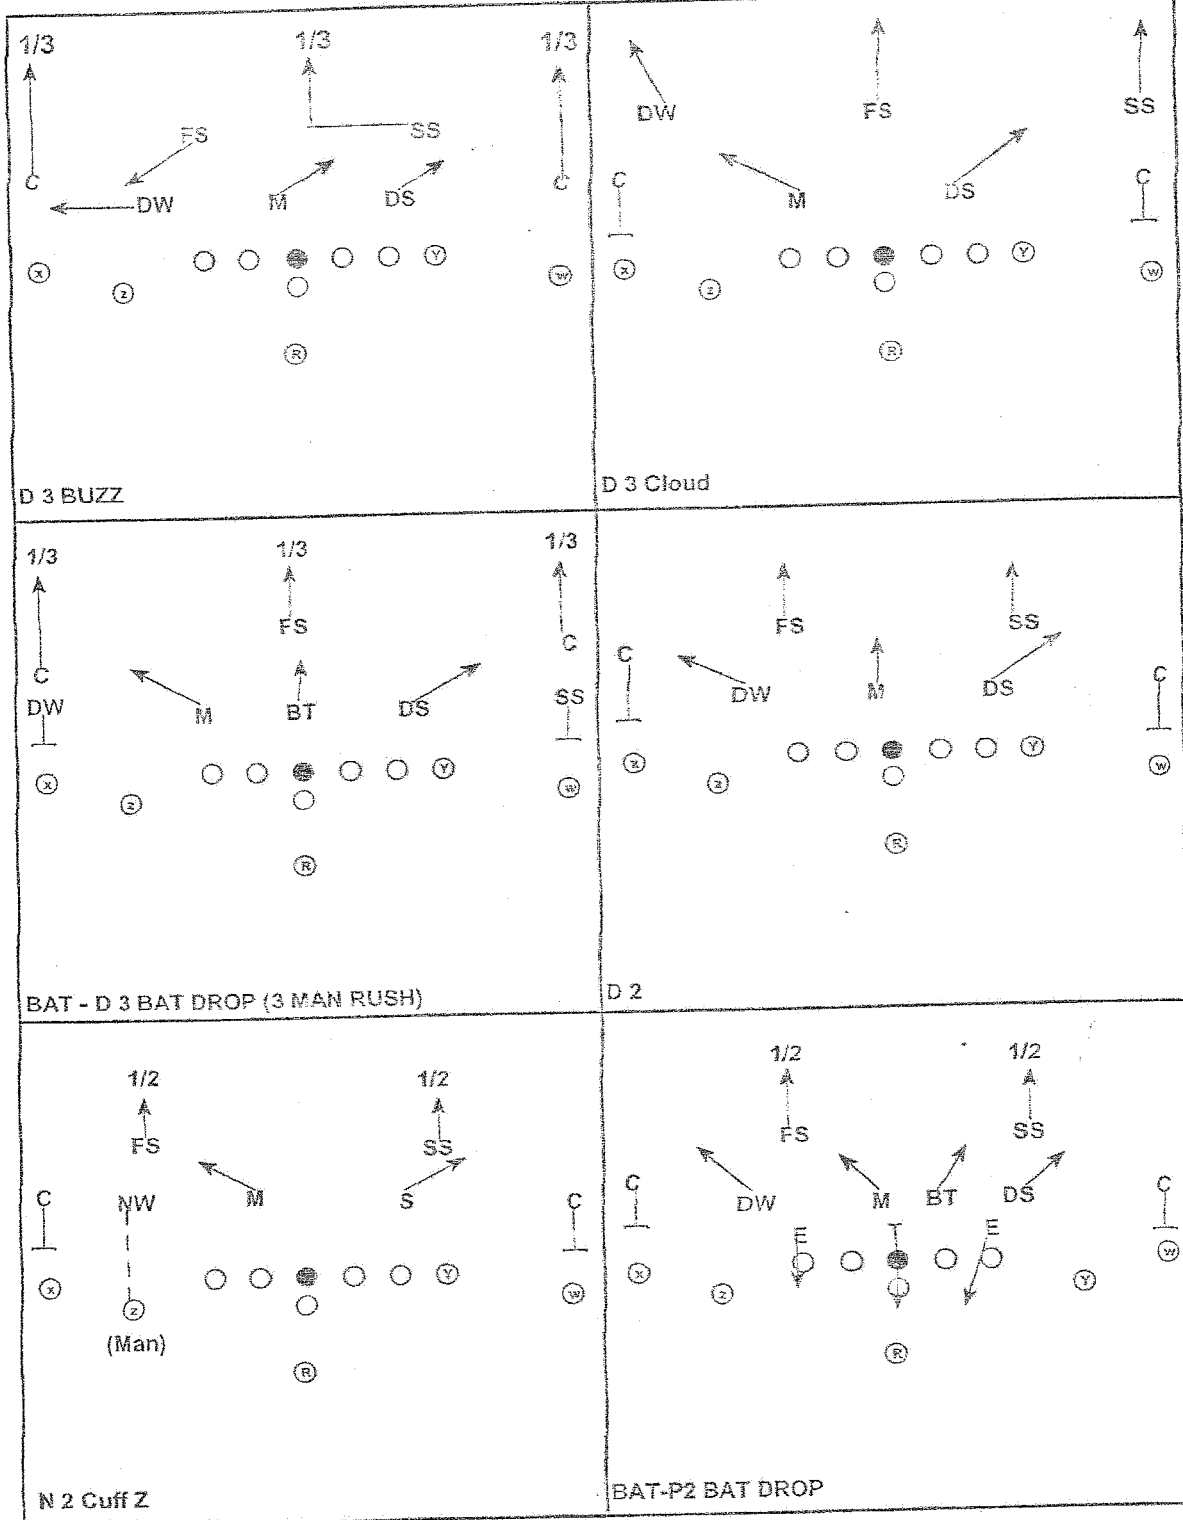 1/3 1/3 1/3
FS SS
C C
DW M DS
Y
x w
z
R
D 3 BUZZ
DW FS SS
C C
M DS
Y
x w
z
R
D 3 Cloud
1/3 1/3 1/3
FS
C C
DW M BT DS SS
Y
x w
z
R
BAT - D 3 BAT DROP (3 MAN RUSH)
FS SS
C C
DW M DS
Y
x w
z
R
D 2
1/2 1/2
FS SS
C NW M S C
Y
x w
z
(Man)
R
N 2 Cuff Z
1/2 1/2
FS SS
C C
DW M BT DS
E T E
w
x Y
z
R
BAT-P2 BAT DROP